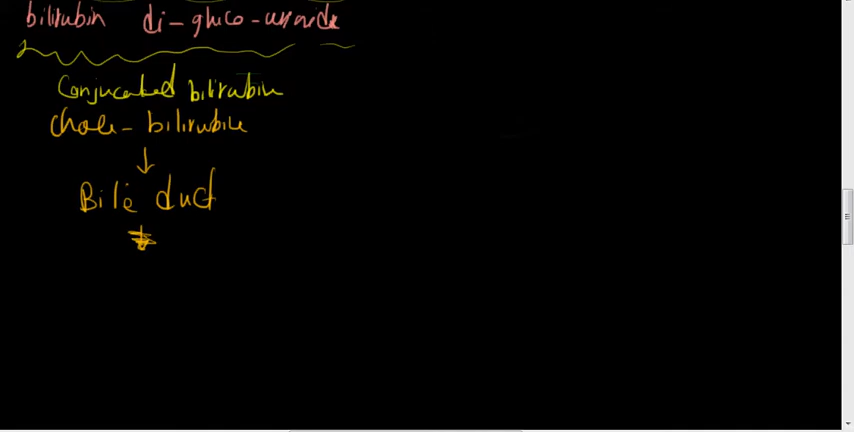 bilirubin di-gluco-uronide
Conjucated bilirubin
chole-bilirubin
↓
Bile duct